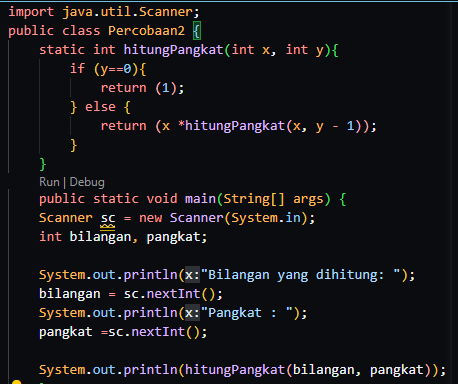 import java.util.Scanner;
public class Percobaan2 {
static int hitungPangkat(int x, int y){
if (y==0){
return (1);
} else {
return (x *hitungPangkat(x, y - 1));
}
}
Run | Debug
public static void main(String[] args) {
Scanner sc = new Scanner(System.in);
int bilangan, pangkat;
System.out.println(x:"Bilangan yang dihitung: ");
bilangan = sc.nextInt();
System.out.println(x:"Pangkat : ");
pangkat =sc.nextInt();
System.out.println(hitungPangkat(bilangan, pangkat));